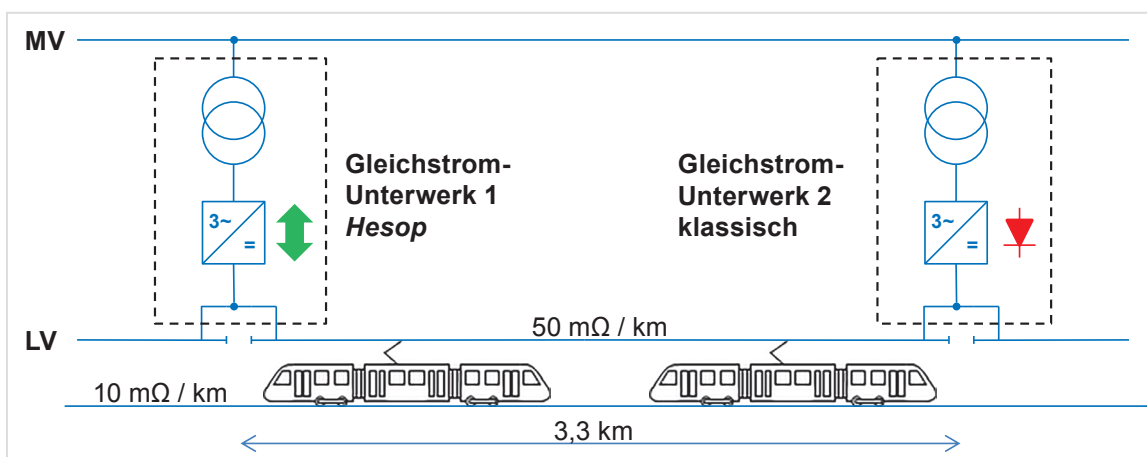 MV
Gleichstrom-
Unterwerk 1
Hesop
Gleichstrom-
Unterwerk 2
klassisch
3~
=
3~
=
LV
50 mΩ / km
10 mΩ / km
3,3 km